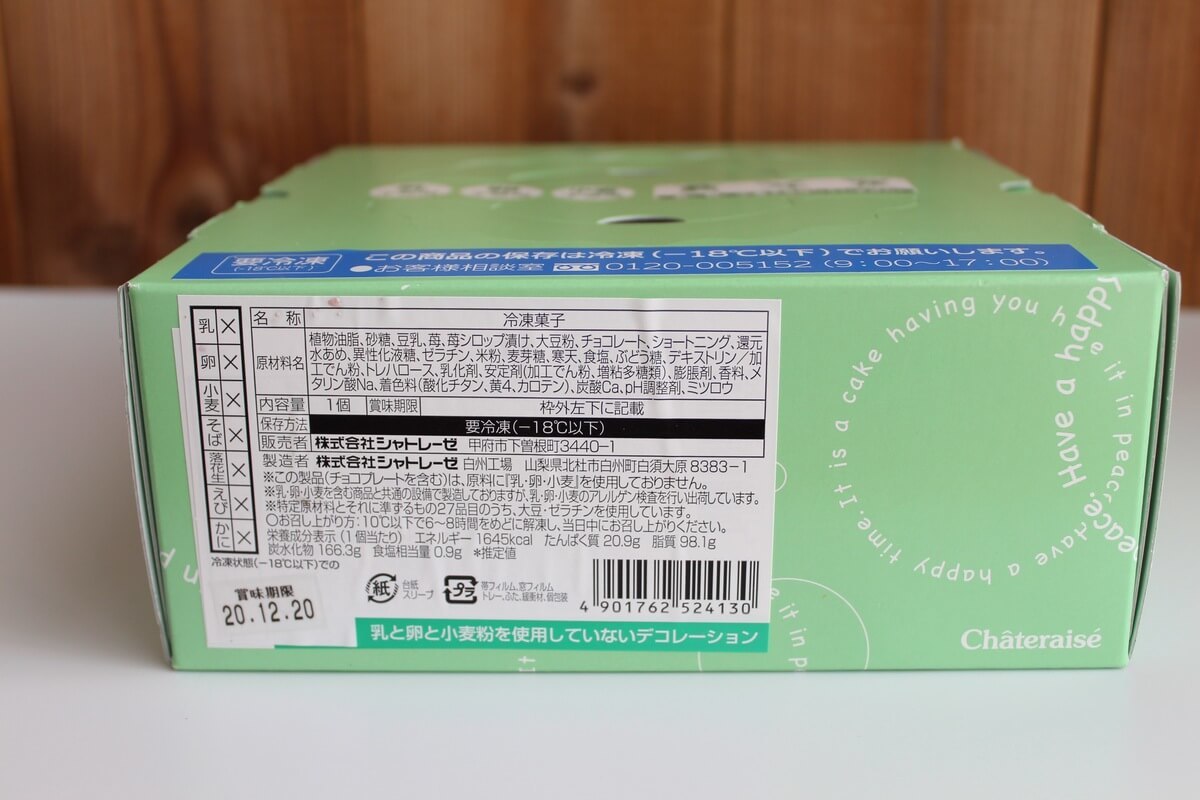 要冷凍
(-18℃以下)
この商品の保存は冷凍(-18℃以下)でお願いします。
●お客様相談室 0120-005152 (9:00〜17:00)
乳 ×
卵 ×
小麦 ×
そば ×
落花生 ×
えび ×
かに ×
名 称 冷凍菓子
原材料名
植物油脂、砂糖、豆乳、苺、苺シロップ漬け、大豆粉、チョコレート、ショートニング、還元
水あめ、異性化液糖、ゼラチン、米粉、麦芽糖、寒天、食塩、ぶどう糖、デキストリン/加
工でん粉、トレハロース、乳化剤、安定剤(加工でん粉、増粘多糖類)、膨脹剤、香料、メ
タリン酸Na、着色料(酸化チタン、黄4、カロテン)、炭酸Ca、pH調整剤、ミツロウ
内容量 1個 賞味期限 枠外左下に記載
保存方法 要冷凍(-18℃以下)
販売者 株式会社シャトレーゼ 甲府市下曽根町3440-1
製造者 株式会社シャトレーゼ 白州工場 山梨県北杜市白州町白須大原8383-1
※この製品(チョコプレートを含む)は、原料に『乳・卵・小麦』を使用しておりません。
※乳・卵・小麦を含む商品と共通の設備で製造しておりますが、乳・卵・小麦のアレルゲン検査を行い出荷しています。
※特定原材料とそれに準ずるもの27品目のうち、大豆・ゼラチンを使用しています。
○お召し上がり方:10℃以下で6〜8時間をめどに解凍し、当日中にお召し上がりください。
栄養成分表示(1個当たり) エネルギー 1645kcal たんぱく質 20.9g 脂質 98.1g
炭水化物 166.3g 食塩相当量 0.9g *推定値
冷凍状態(-18℃以下)での
賞味期限
20.12.20
紙
台紙
スリーブ
プラ
帯フィルム、窓フィルム
トレー、ふた、緩衝材、個包装
4 901762 524130
乳と卵と小麦粉を使用していないデコレーション
It is a cake having you
it in peace.
Have a happy time.
Have a happy
it in p
Châteraisé